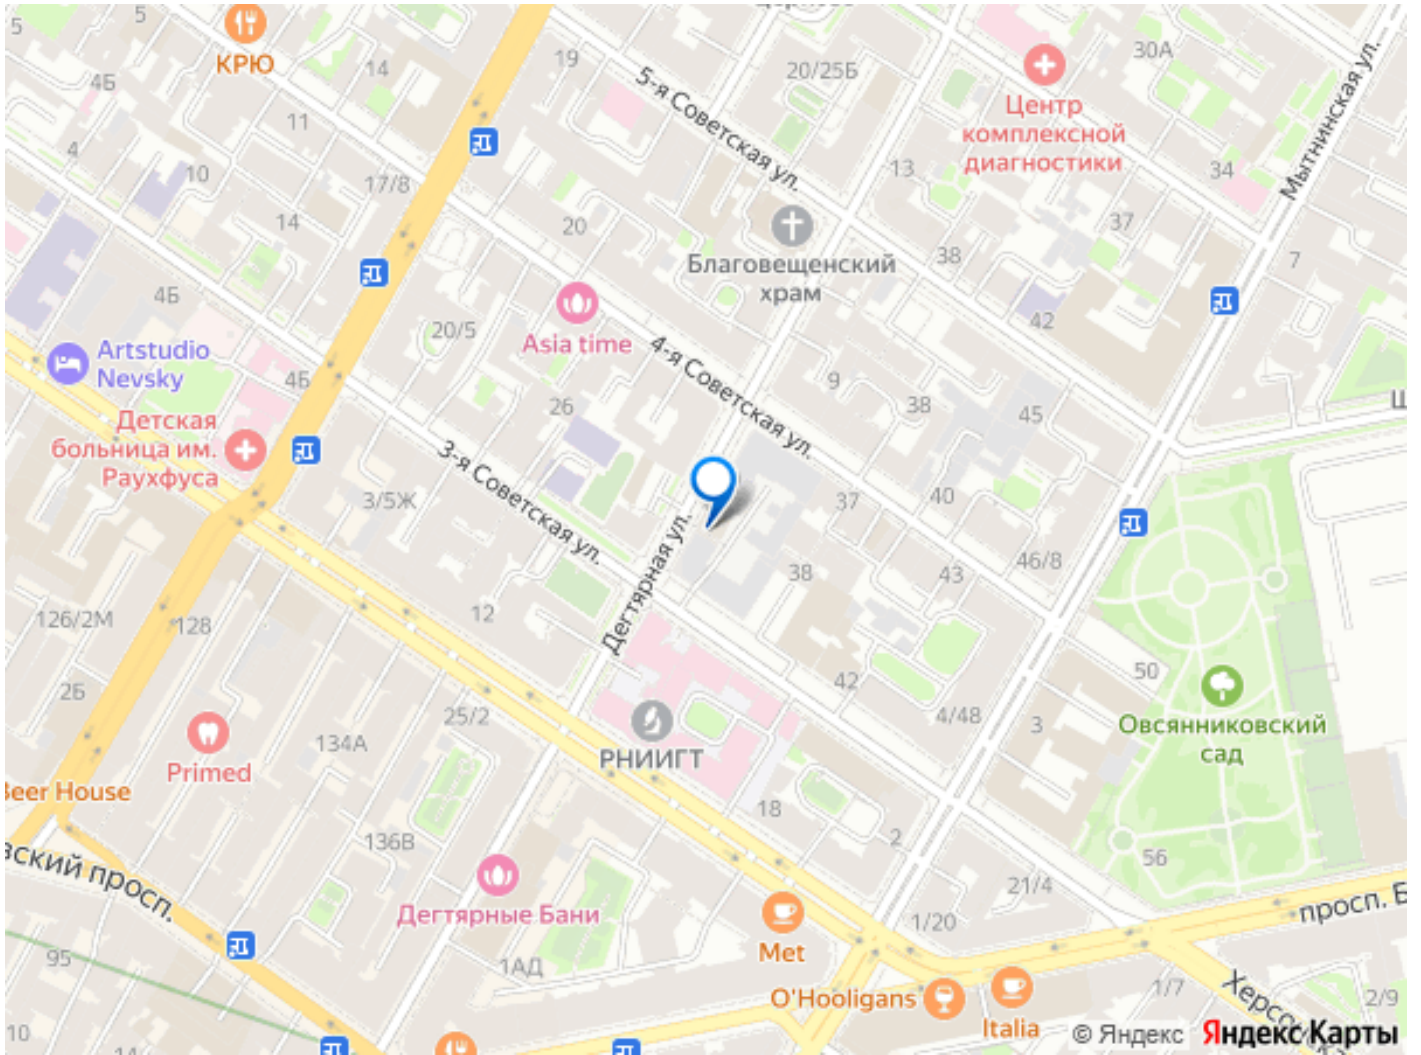 5
КРЮ
14
4Б
11
4
10
17/8
14
19
5-я Советская ул.
20/25Б
Центр
комплексной
диагностики
30А
Мытнинская ул.
13
34
37
20
Благовещенский
храм
38
7
4Б
20/5
Asia time
42
Artstudio
Nevsky
4Б
4-я Советская ул.
9
38
45
26
Детская
больница им.
Раухфуса
3-я Советская ул.
3/5Ж
37
40
Дегтярная ул.
46/8
38
43
12
126/2М
128
50
42
2Б
25/2
4/48
3
Овсянниковский
сад
134А
РНИИГТ
Primed
Beer House
18
2
136В
56
вский просп.
21/4
Дегтярные Бани
1/20
просп. Б
Met
95
1АД
O'Hooligans
Italia
1/7
Херсо
2/9
10
14
© Яндекс Яндекс Карты